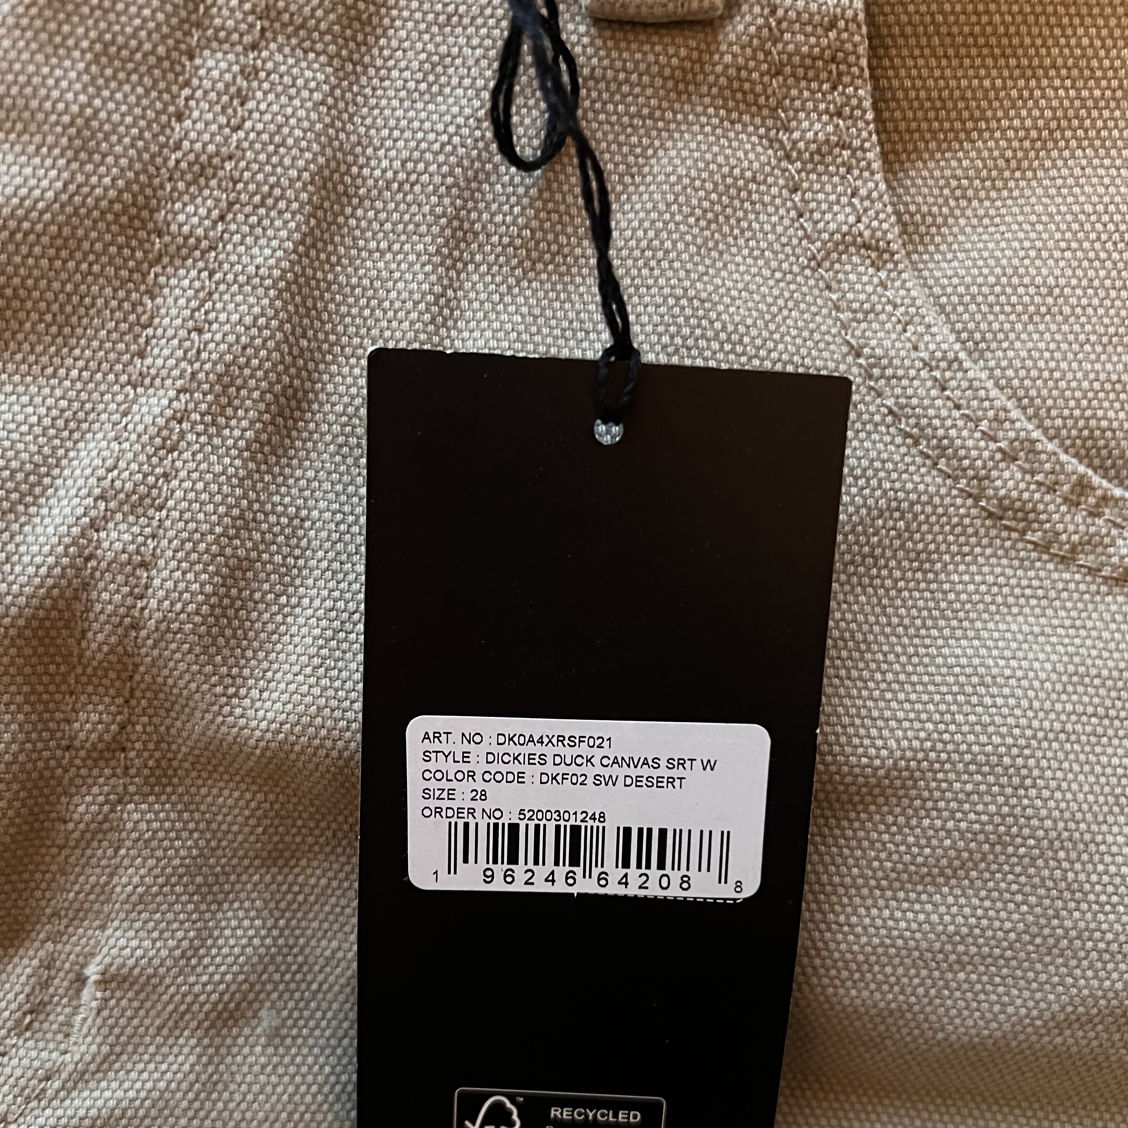 ART. NO : DK0A4XRSF021
STYLE : DICKIES DUCK CANVAS SRT W
COLOR CODE : DKF02 SW DESERT
SIZE : 28
ORDER NO : 5200301248
1 96246 64208 8
™
RECYCLED